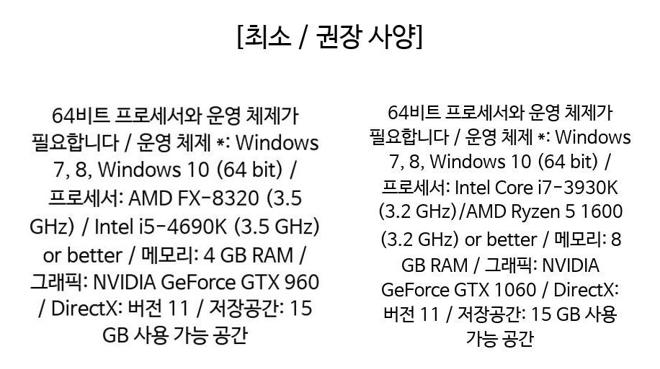 [최소 / 권장 사양]
64비트 프로세서와 운영 체제가
필요합니다 / 운영 체제 *: Windows
7, 8, Windows 10 (64 bit) /
프로세서: AMD FX-8320 (3.5
GHz) / Intel i5-4690K (3.5 GHz)
or better / 메모리: 4 GB RAM /
그래픽: NVIDIA GeForce GTX 960
/ DirectX: 버전 11 / 저장공간: 15
GB 사용 가능 공간
64비트 프로세서와 운영 체제가
필요합니다 / 운영 체제 *: Windows
7, 8, Windows 10 (64 bit) /
프로세서: Intel Core i7-3930K
(3.2 GHz)/AMD Ryzen 5 1600
(3.2 GHz) or better / 메모리: 8
GB RAM / 그래픽: NVIDIA
GeForce GTX 1060 / DirectX:
버전 11 / 저장공간: 15 GB 사용
가능 공간